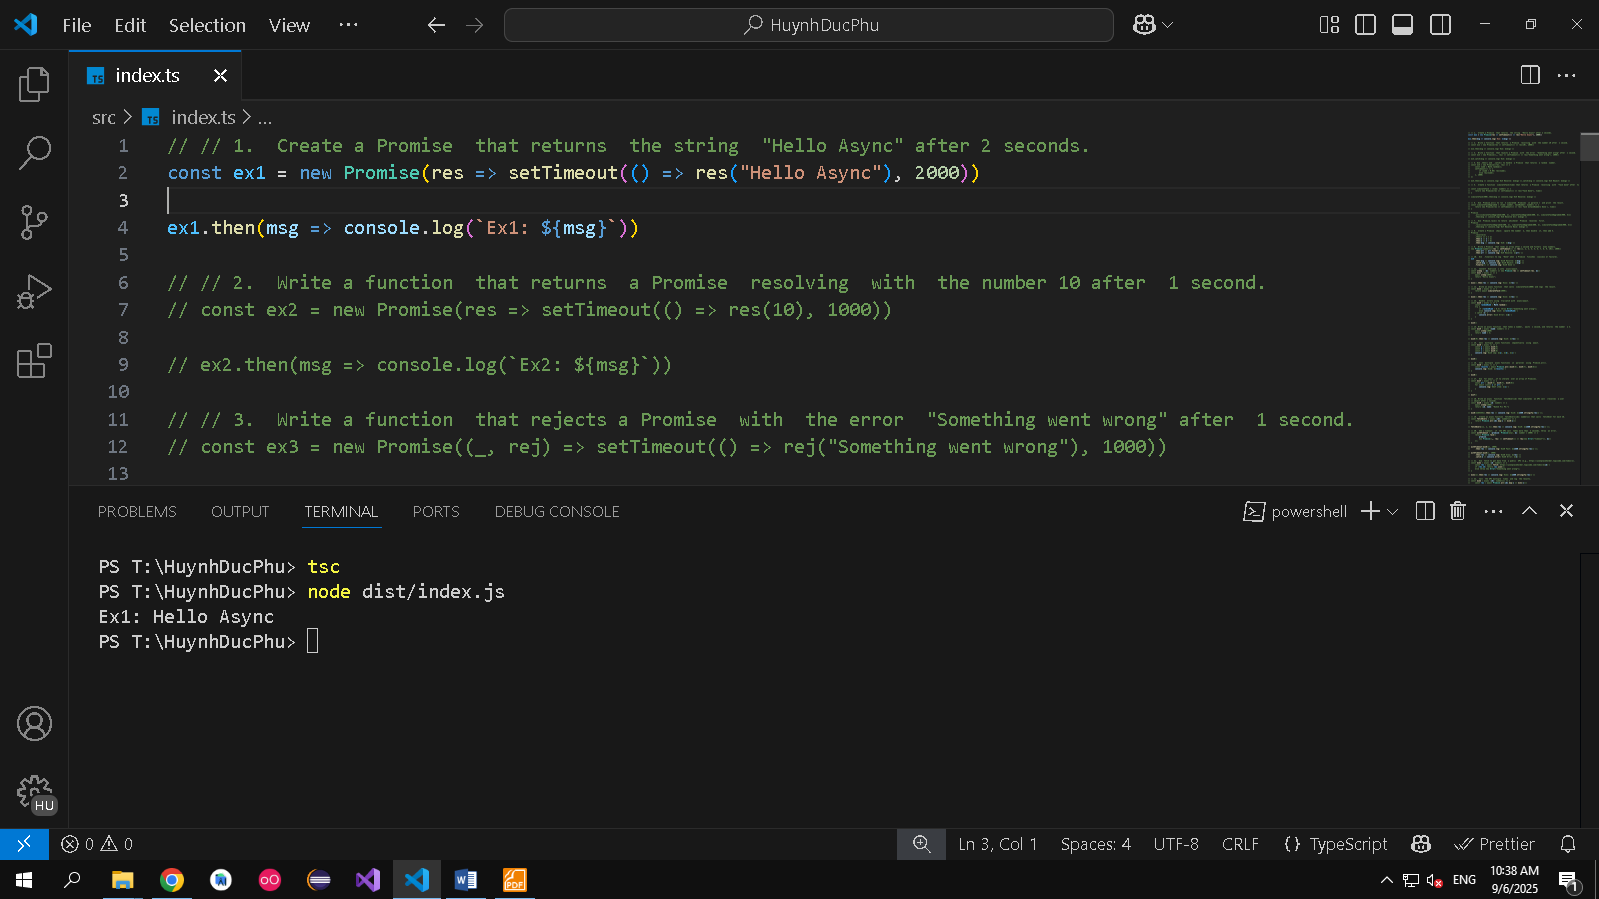 File Edit Selection View ···
HuynhDucPhu
TS index.ts
src > TS index.ts > ...
1 // // 1.  Create a Promise  that returns  the string  "Hello Async" after 2 seconds.
2 const ex1 = new Promise(res => setTimeout(() => res("Hello Async"), 2000))
3
4 ex1.then(msg => console.log(`Ex1: ${msg}`))
5
6 // // 2.  Write a function  that returns  a Promise  resolving  with  the number 10 after  1 second.
7 // const ex2 = new Promise(res => setTimeout(() => res(10), 1000))
8
9 // ex2.then(msg => console.log(`Ex2: ${msg}`))
10
11 // // 3.  Write a function  that rejects a Promise  with  the error  "Something went wrong" after  1 second.
12 // const ex3 = new Promise((_, rej) => setTimeout(() => rej("Something went wrong"), 1000))
13
PROBLEMS OUTPUT TERMINAL PORTS DEBUG CONSOLE
powershell
PS T:\HuynhDucPhu> tsc
PS T:\HuynhDucPhu> node dist/index.js
Ex1: Hello Async
PS T:\HuynhDucPhu>
HU
0 0 Ln 3, Col 1 Spaces: 4 UTF-8 CRLF {} TypeScript Prettier
ENG
10:38 AM
9/6/2025
1